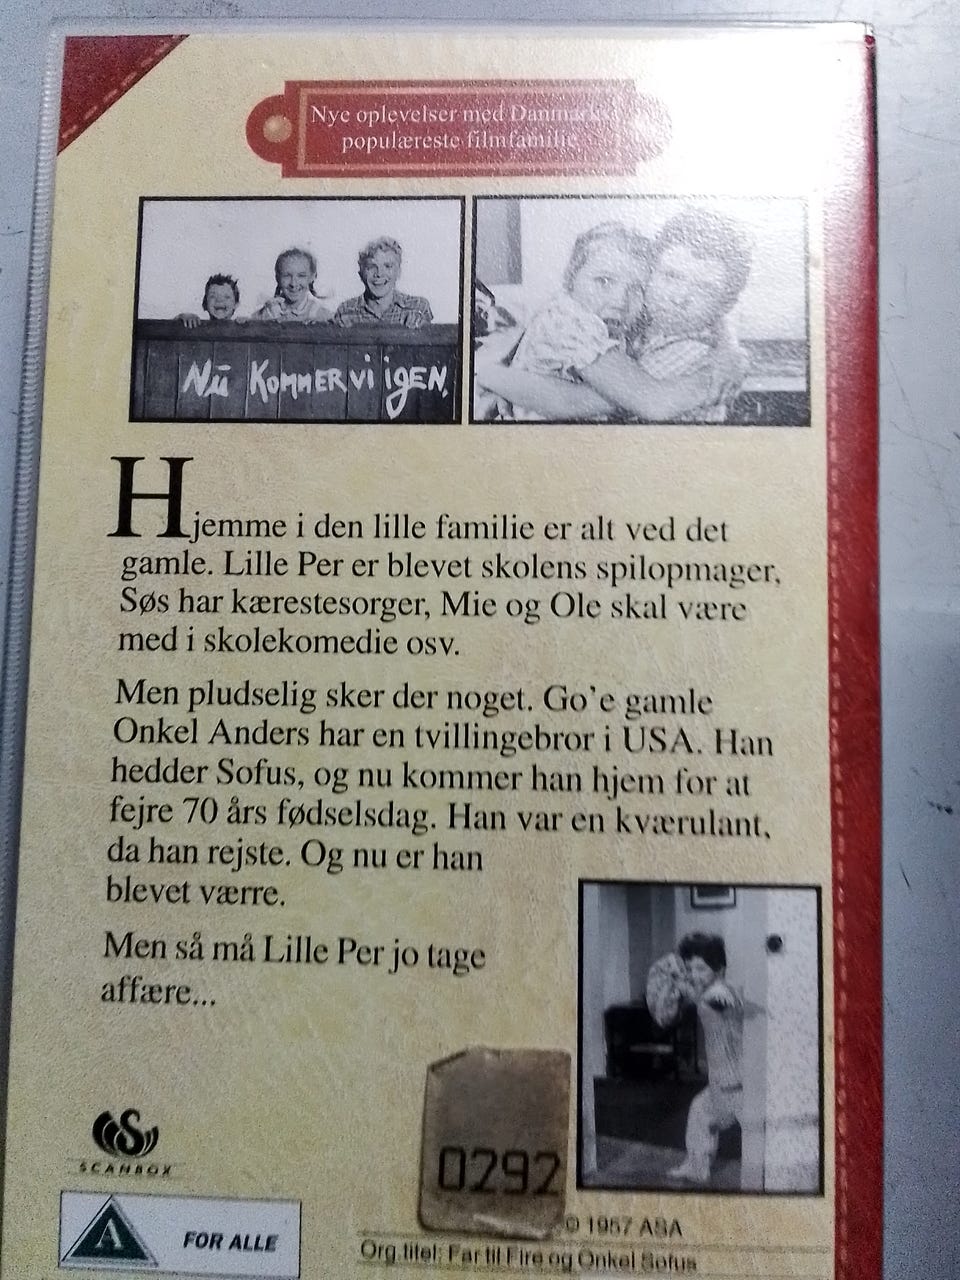 Nye oplevelser med Danmarks
populæreste filmfamilie
Nu KOMMER vi igEN.
Hjemme i den lille familie er alt ved det
gamle. Lille Per er blevet skolens spilopmager,
Søs har kærestesorger, Mie og Ole skal være
med i skolekomedie osv.
Men pludselig sker der noget. Go'e gamle
Onkel Anders har en tvillingebror i USA. Han
hedder Sofus, og nu kommer han hjem for at
fejre 70 års fødselsdag. Han var en kværulant,
da han rejste. Og nu er han
blevet værre.
Men så må Lille Per jo tage
affære...
S
SCANBOX
A FOR ALLE
0292
© 1957 ASA
Org.titel: Far til Fire og Onkel Sofus